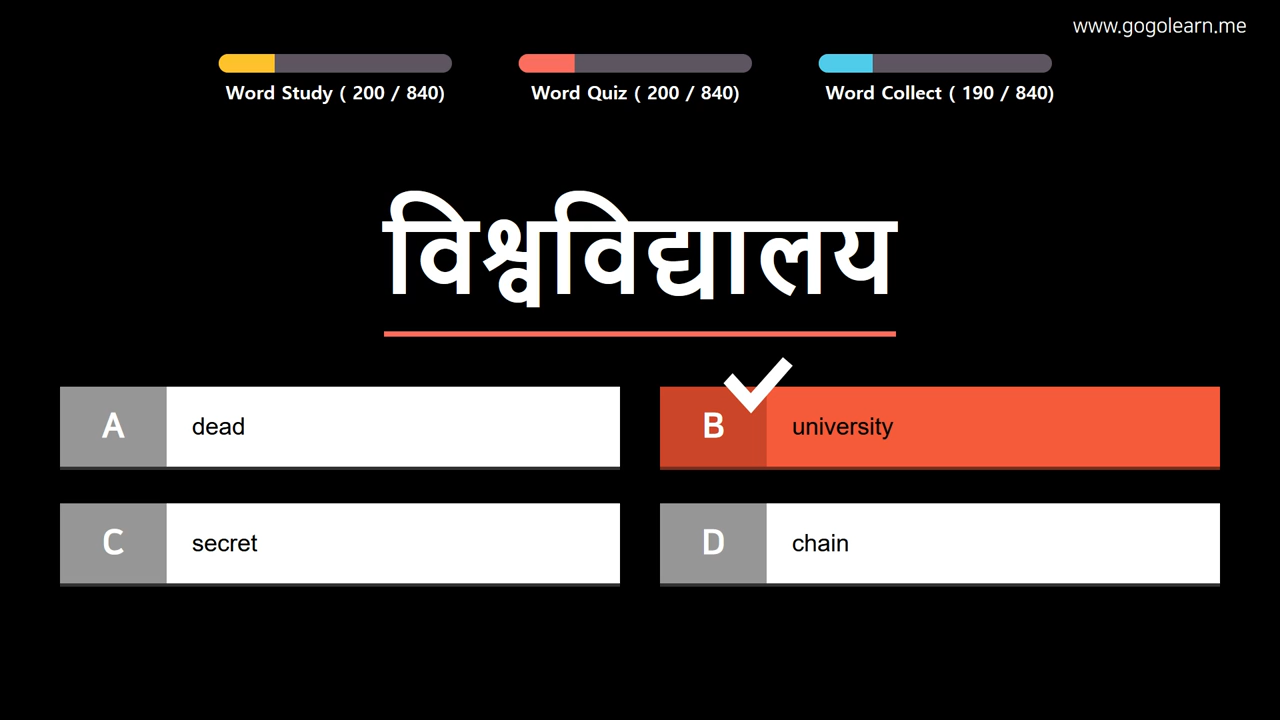 www.gogolearn.me
Word Study ( 200 / 840)
Word Quiz ( 200 / 840)
Word Collect ( 190 / 840)
विश्वविद्यालय
A dead
B university
C secret
D chain